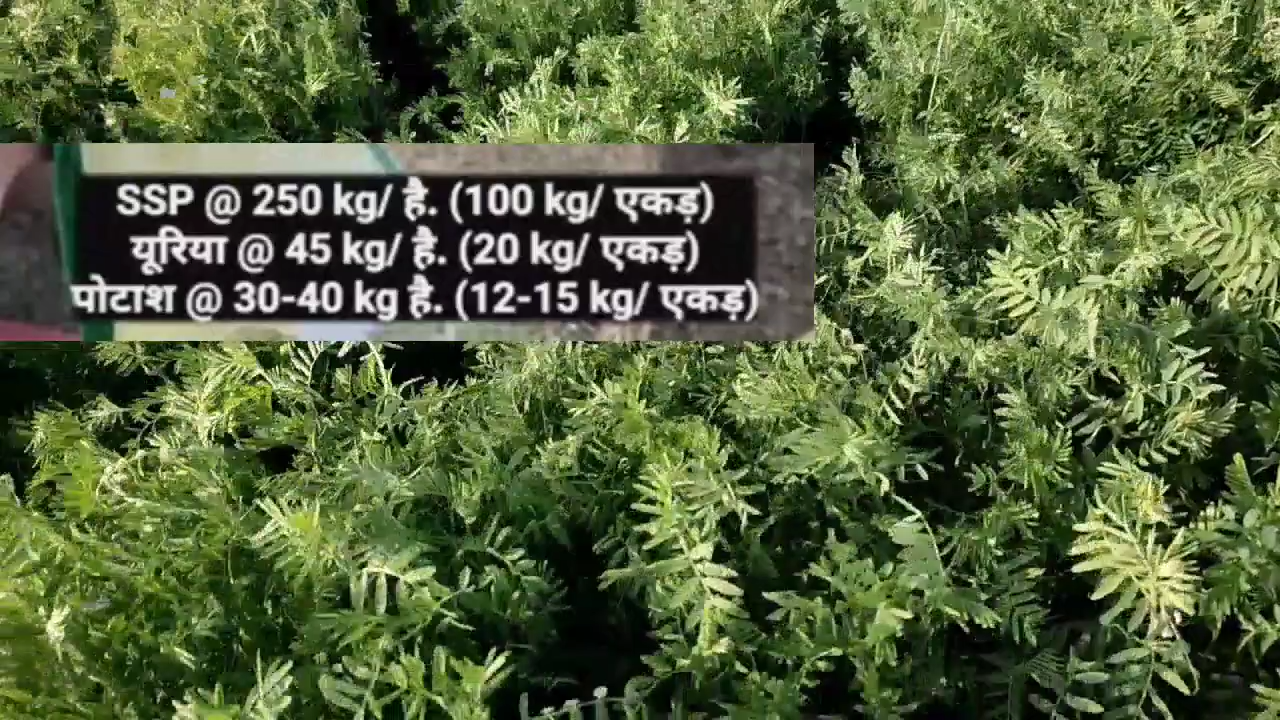 SSP @ 250 kg/ है. (100 kg/ एकड़)
यूरिया @ 45 kg/ है. (20 kg/ एकड़)
पोटाश @ 30-40 kg है. (12-15 kg/ एकड़)